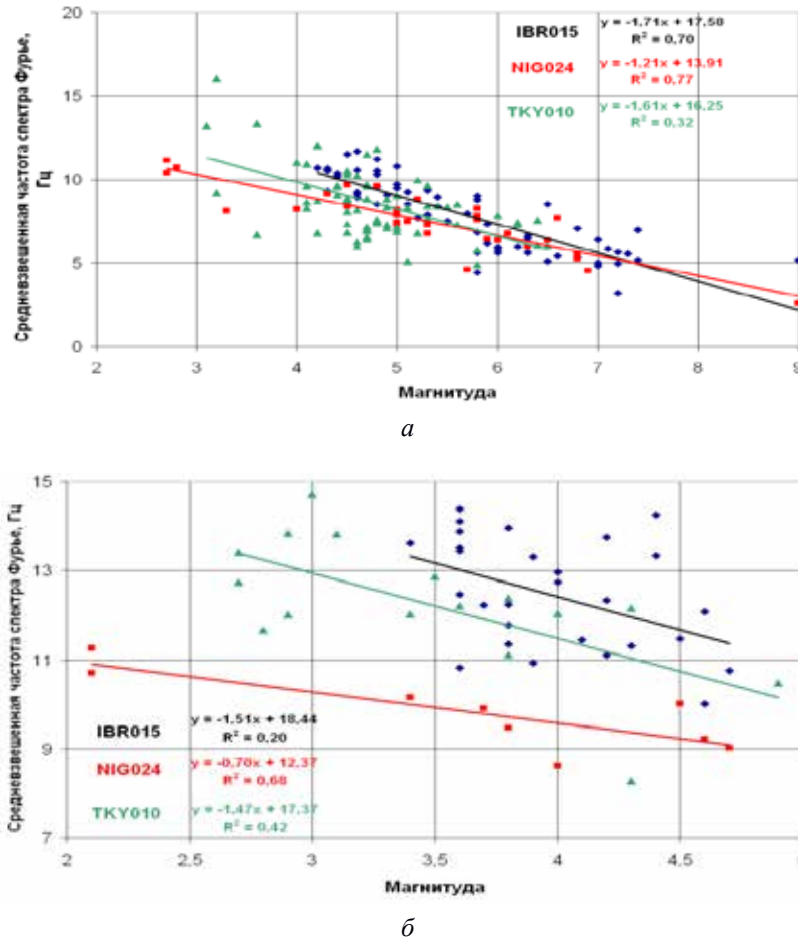 Средневзвешенная частота спектра Фурье,
Гц
20
15
10
5
0
IBR015 y = -1,71x + 17,58
R² = 0,70
NIG024 y = -1,21x + 13,91
R² = 0,77
TKY010 y = -1,61x + 16,25
R² = 0,32
2 3 4 5 6 7 8 9
Магнитуда
а
Средневзвешенная частота спектра Фурье, Гц
15
13
11
9
7
IBR015 y = -1,51x + 18,44
R² = 0,20
NIG024 y = -0,70x + 12,37
R² = 0,68
TKY010 y = -1,47x + 17,37
R² = 0,42
2 2,5 3 3,5 4 4,5
Магнитуда
б